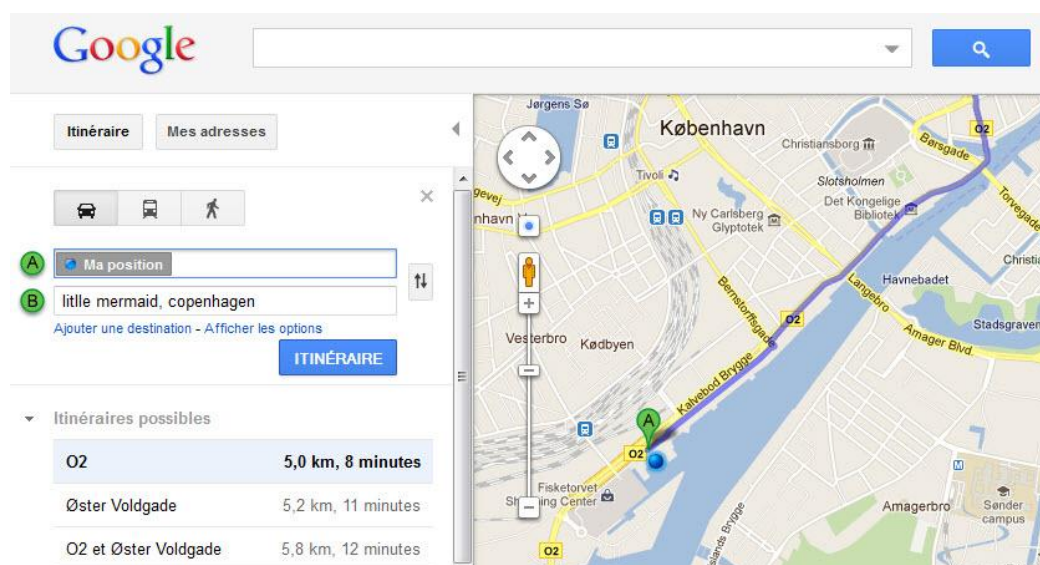 Google
Itinéraire
Mes adresses
A
Ma position
B
litlle mermaid, copenhagen
Ajouter une destination - Afficher les options
ITINÉRAIRE
Itinéraires possibles
O2
5,0 km, 8 minutes
Øster Voldgade
5,2 km, 11 minutes
O2 et Øster Voldgade
5,8 km, 12 minutes
Jørgens Sø
København
Christiansborg
O2
Børsgade
Tivoli
Slotsholmen
Det Kongelige
Bibliotek
Torvegade
Ny Carlsberg
Glyptotek
Havnebadet
Langebro
Stadsgraven
Bernstorffsgade
O2
Amager Blvd.
Vesterbro
Kødbyen
Kalvebod Brygge
A
O2
M
Fisketorvet
Amagerbro
Sønder
campus
O2